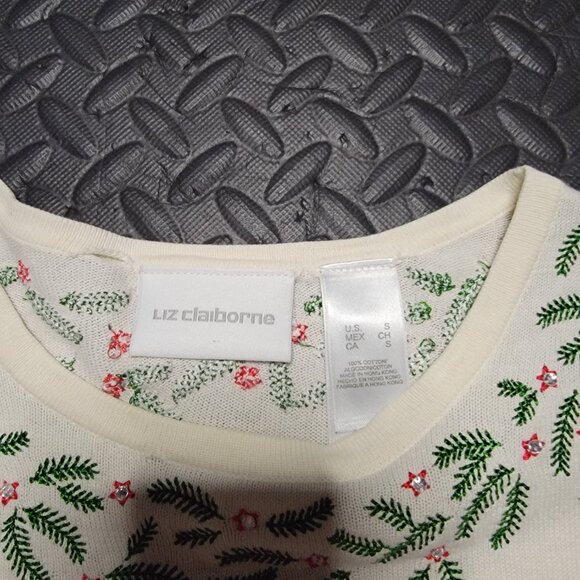 LIZ claiborne
U.S. S
MEX CH
CA S
100% COTTON
ALGODON/COTON
MADE IN HONG KONG
HECHO EN HONG KONG
FABRIQUE A HONG KONG